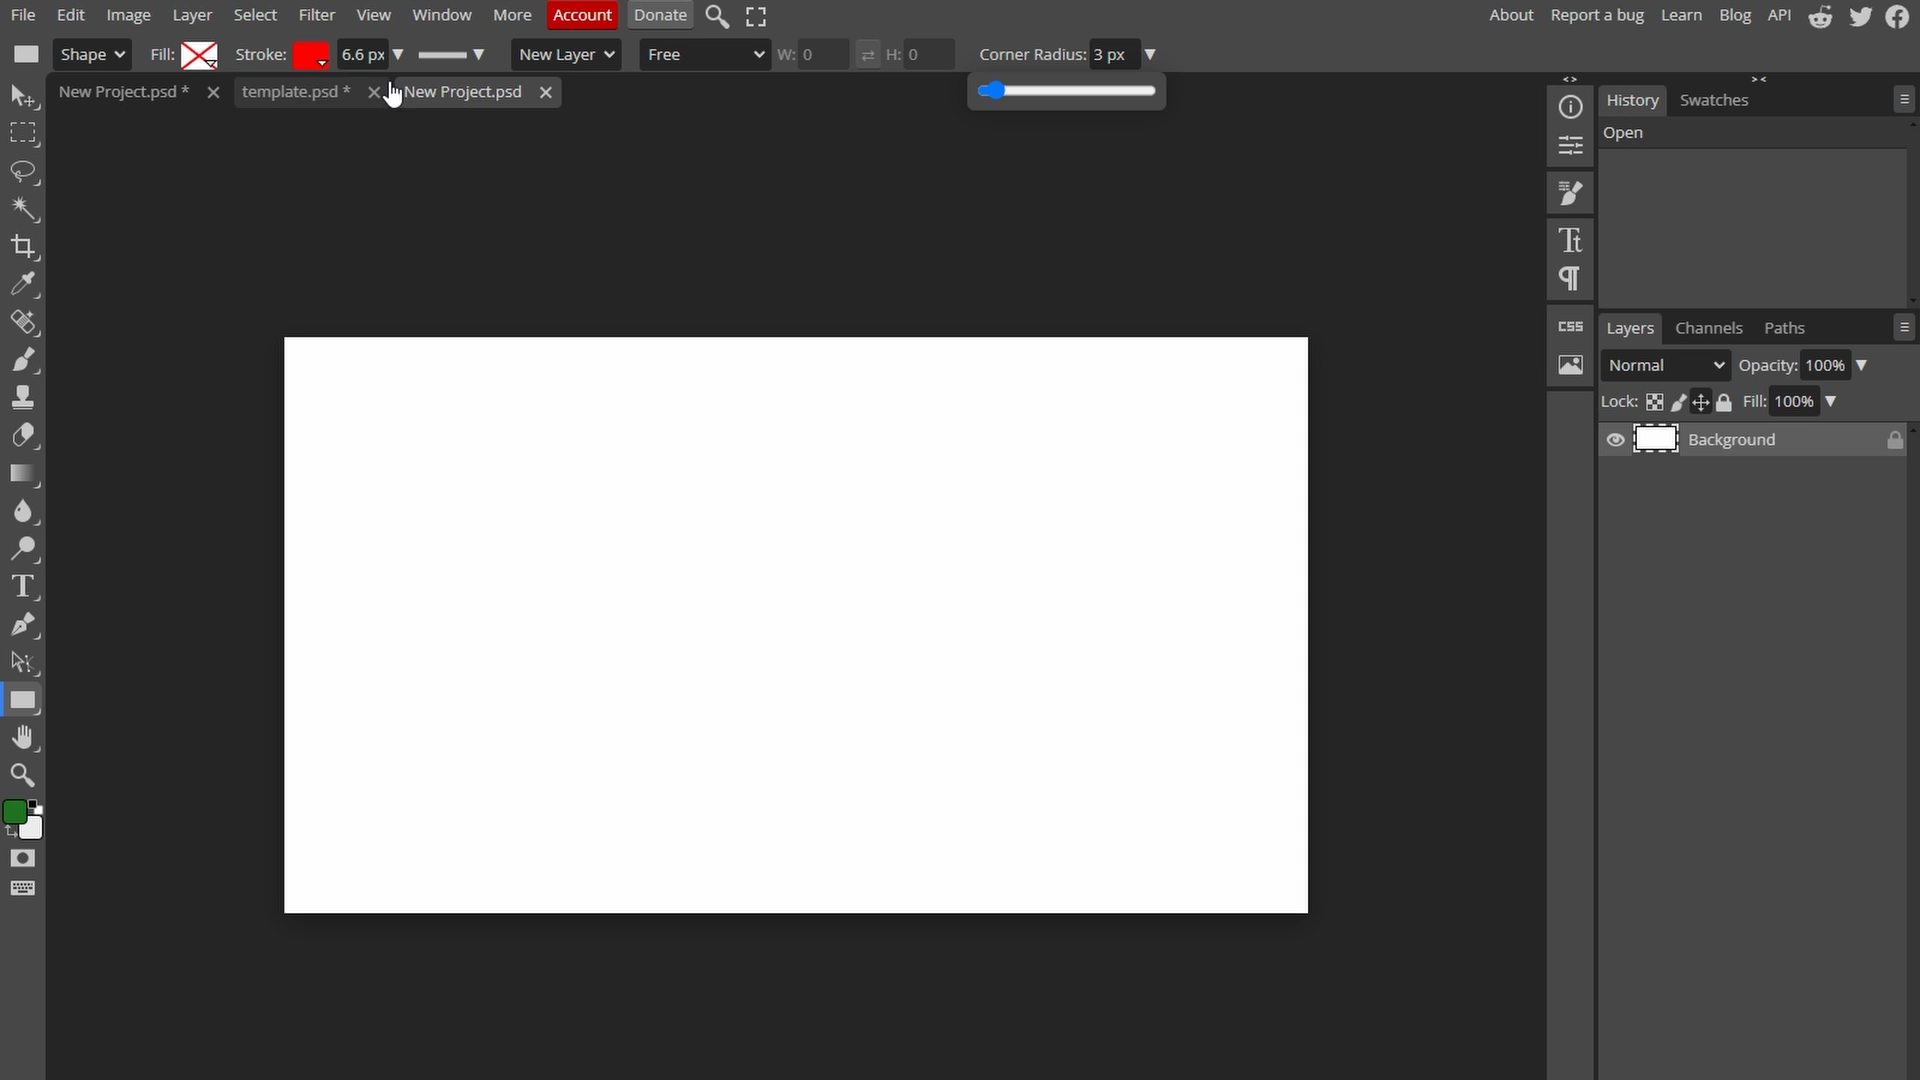 File Edit Image Layer Select Filter View Window More Account Donate About Report a bug Learn Blog API
Shape Fill: Stroke: 6.6 px New Layer Free W: 0 H: 0 Corner Radius: 3 px
New Project.psd * template.psd * New Project.psd
History Swatches
Open
Layers Channels Paths
Normal Opacity: 100%
Lock: Fill: 100%
Background
CSS